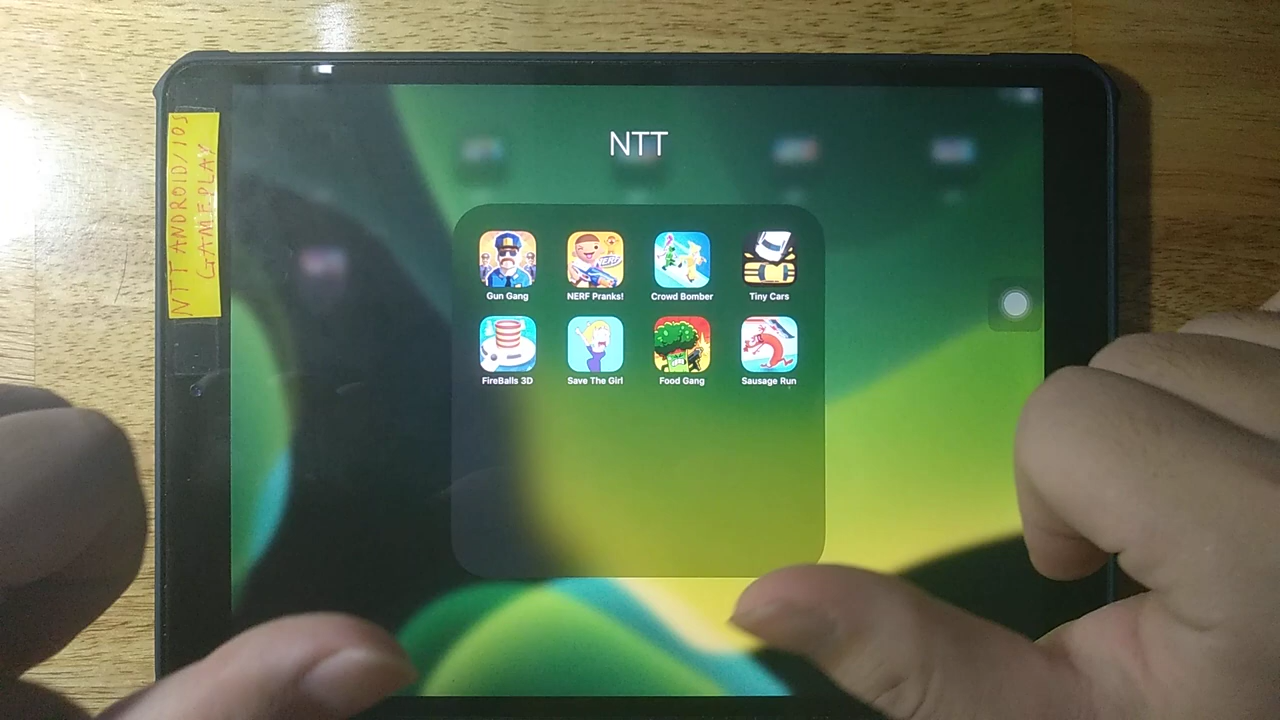 NTT ANDROID/IOS
GAMEPLAY
NTT
Gun Gang
NERF Pranks!
Crowd Bomber
Tiny Cars
NERF
FireBalls 3D
Save The Girl
Food Gang
Sausage Run